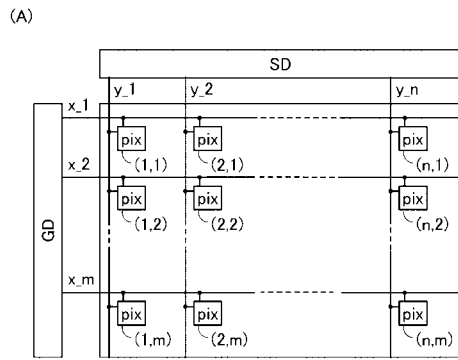 (A)
SD
y_1 y_2 y_n
x_1
pix pix pix
(1,1) (2,1) (n,1)
x_2
pix pix pix
(1,2) (2,2) (n,2)
GD
x_m
pix pix pix
(1,m) (2,m) (n,m)